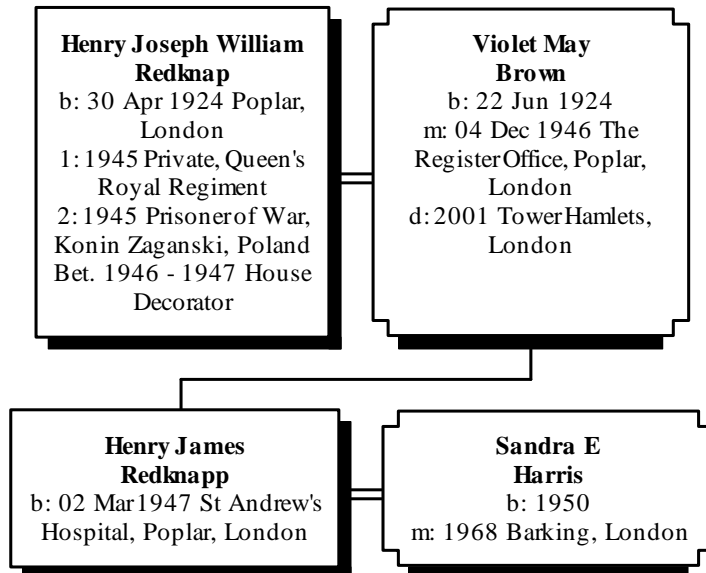 Henry Joseph William
Redknap
b: 30 Apr 1924 Poplar,
London
1: 1945 Private, Queen's
Royal Regiment
2: 1945 Prisoner of War,
Konin Zaganski, Poland
Bet. 1946 - 1947 House
Decorator
Violet May
Brown
b: 22 Jun 1924
m: 04 Dec 1946 The
Register Office, Poplar,
London
d: 2001 Tower Hamlets,
London
Henry James
Redknapp
b: 02 Mar 1947 St Andrew's
Hospital, Poplar, London
Sandra E
Harris
b: 1950
m: 1968 Barking, London